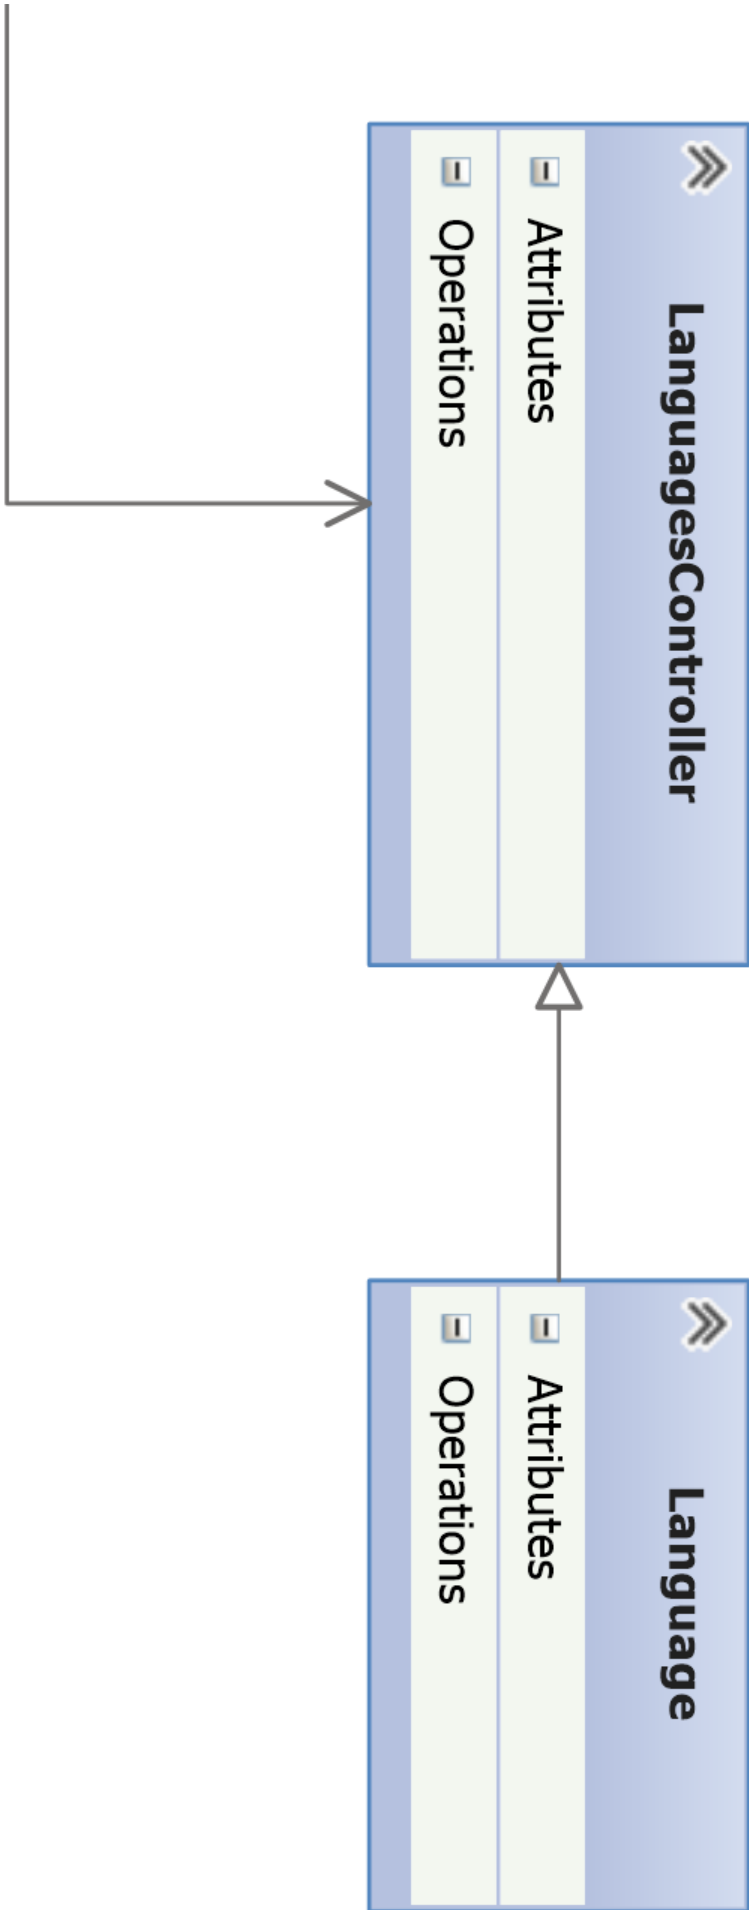 LanguagesController
Attributes
Operations
Language
Attributes
Operations